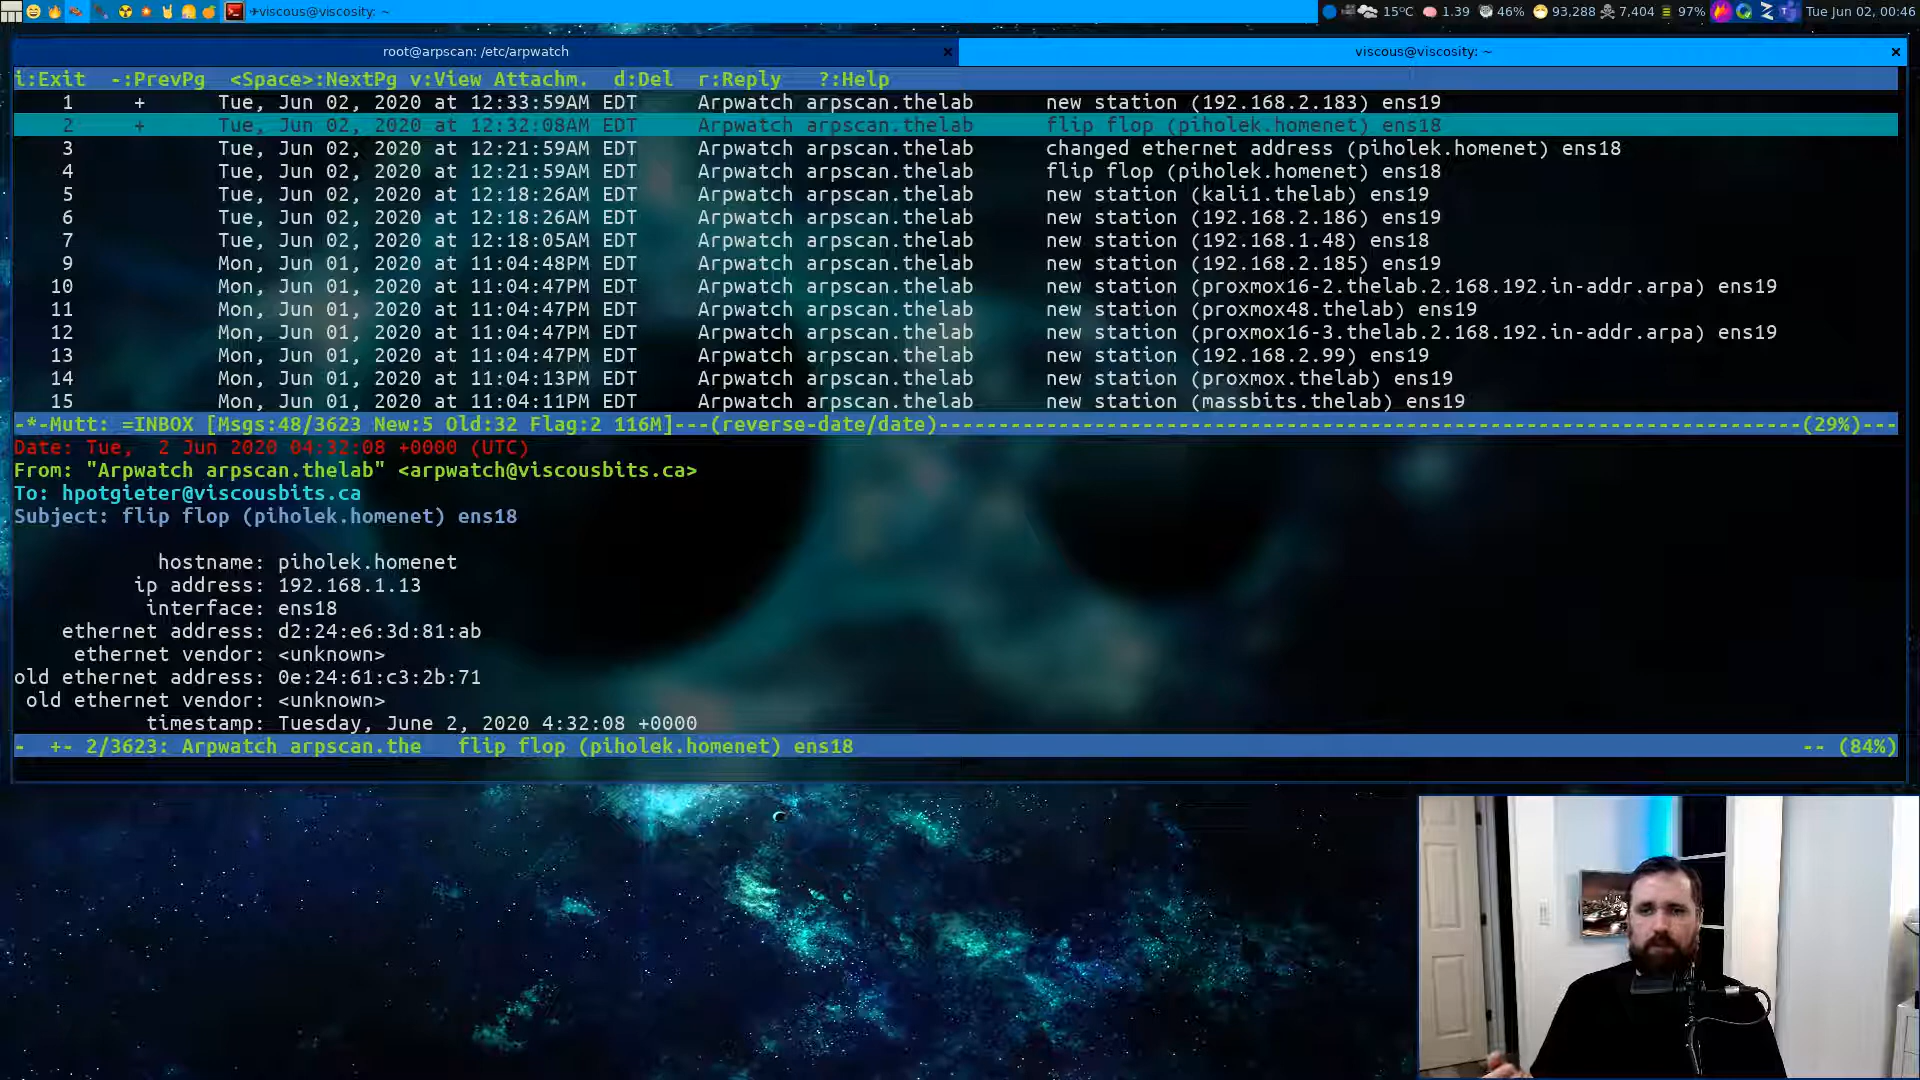 ✈viscous@viscosity: ~
15°C 1.39 46% 93,288 7,404 97% Tue Jun 02, 00:46
root@arpscan: /etc/arpwatch ×
viscous@viscosity: ~ ×
i:Exit -:PrevPg <Space>:NextPg v:View Attachm. d:Del r:Reply ?:Help
1 + Tue, Jun 02, 2020 at 12:33:59AM EDT Arpwatch arpscan.thelab new station (192.168.2.183) ens19
2 + Tue, Jun 02, 2020 at 12:32:08AM EDT Arpwatch arpscan.thelab flip flop (piholek.homenet) ens18
3 Tue, Jun 02, 2020 at 12:21:59AM EDT Arpwatch arpscan.thelab changed ethernet address (piholek.homenet) ens18
4 Tue, Jun 02, 2020 at 12:21:59AM EDT Arpwatch arpscan.thelab flip flop (piholek.homenet) ens18
5 Tue, Jun 02, 2020 at 12:18:26AM EDT Arpwatch arpscan.thelab new station (kali1.thelab) ens19
6 Tue, Jun 02, 2020 at 12:18:26AM EDT Arpwatch arpscan.thelab new station (192.168.2.186) ens19
7 Tue, Jun 02, 2020 at 12:18:05AM EDT Arpwatch arpscan.thelab new station (192.168.1.48) ens18
9 Mon, Jun 01, 2020 at 11:04:48PM EDT Arpwatch arpscan.thelab new station (192.168.2.185) ens19
10 Mon, Jun 01, 2020 at 11:04:47PM EDT Arpwatch arpscan.thelab new station (proxmox16-2.thelab.2.168.192.in-addr.arpa) ens19
11 Mon, Jun 01, 2020 at 11:04:47PM EDT Arpwatch arpscan.thelab new station (proxmox48.thelab) ens19
12 Mon, Jun 01, 2020 at 11:04:47PM EDT Arpwatch arpscan.thelab new station (proxmox16-3.thelab.2.168.192.in-addr.arpa) ens19
13 Mon, Jun 01, 2020 at 11:04:47PM EDT Arpwatch arpscan.thelab new station (192.168.2.99) ens19
14 Mon, Jun 01, 2020 at 11:04:13PM EDT Arpwatch arpscan.thelab new station (proxmox.thelab) ens19
15 Mon, Jun 01, 2020 at 11:04:11PM EDT Arpwatch arpscan.thelab new station (massbits.thelab) ens19
-*-Mutt: =INBOX [Msgs:48/3623 New:5 Old:32 Flag:2 116M]---(reverse-date/date)------------------------------------------------------------------------(29%)---
Date: Tue, 2 Jun 2020 04:32:08 +0000 (UTC)
From: "Arpwatch arpscan.thelab" <arpwatch@viscousbits.ca>
To: hpotgieter@viscousbits.ca
Subject: flip flop (piholek.homenet) ens18
hostname: piholek.homenet
ip address: 192.168.1.13
interface: ens18
ethernet address: d2:24:e6:3d:81:ab
ethernet vendor: <unknown>
old ethernet address: 0e:24:61:c3:2b:71
old ethernet vendor: <unknown>
timestamp: Tuesday, June 2, 2020 4:32:08 +0000
- +- 2/3623: Arpwatch arpscan.the flip flop (piholek.homenet) ens18 -- (84%)